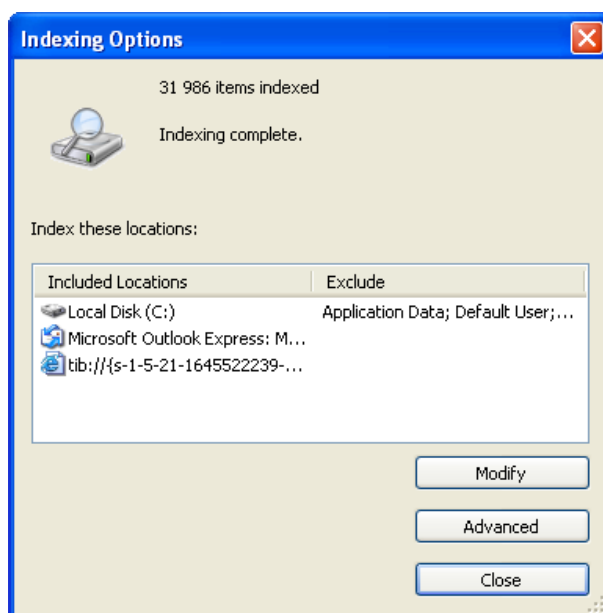 Indexing Options
31 986 items indexed
Indexing complete.
Index these locations:
Included Locations Exclude
Local Disk (C:) Application Data; Default User;...
Microsoft Outlook Express: M...
tib://{s-1-5-21-1645522239-...
Modify
Advanced
Close